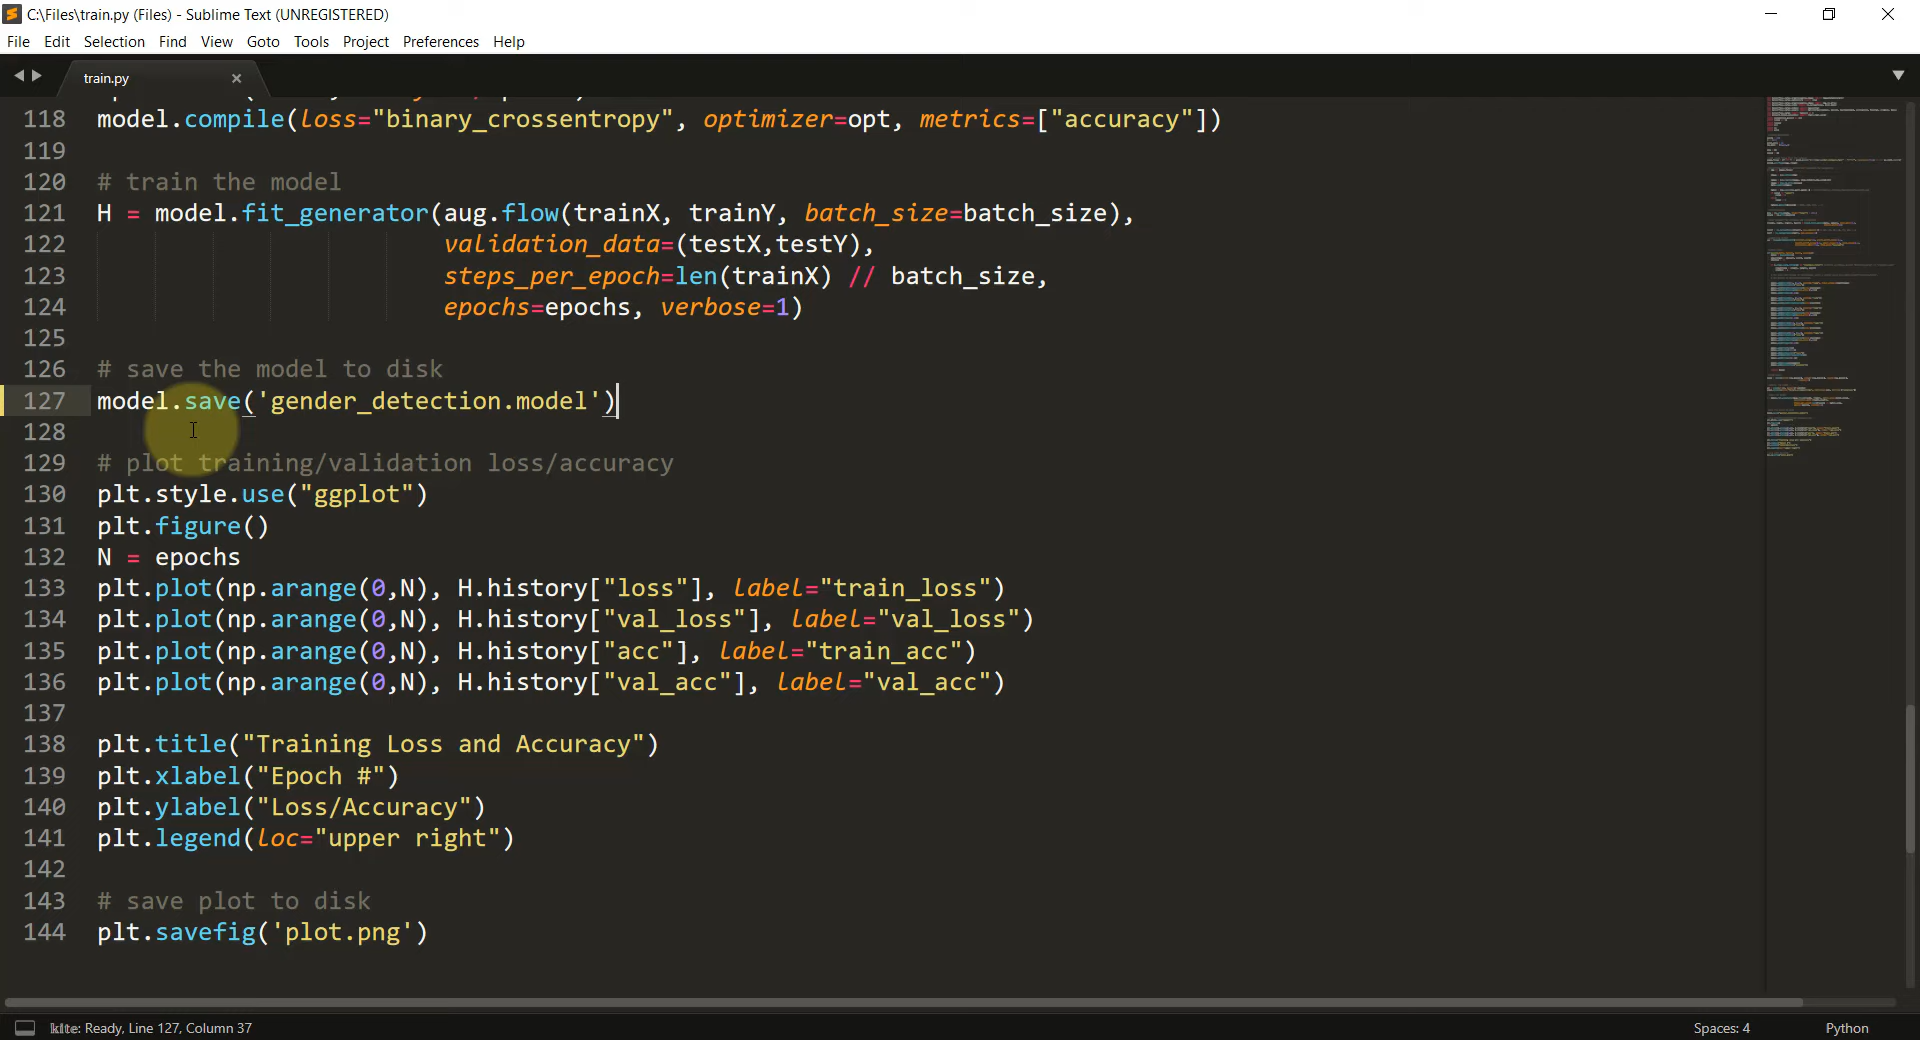 C:\Files\train.py (Files) - Sublime Text (UNREGISTERED)
File Edit Selection Find View Goto Tools Project Preferences Help
train.py
118 model.compile(loss="binary_crossentropy", optimizer=opt, metrics=["accuracy"])
119
120 # train the model
121 H = model.fit_generator(aug.flow(trainX, trainY, batch_size=batch_size),
122 validation_data=(testX,testY),
123 steps_per_epoch=len(trainX) // batch_size,
124 epochs=epochs, verbose=1)
125
126 # save the model to disk
127 model.save('gender_detection.model')
128
129 # plot training/validation loss/accuracy
130 plt.style.use("ggplot")
131 plt.figure()
132 N = epochs
133 plt.plot(np.arange(0,N), H.history["loss"], label="train_loss")
134 plt.plot(np.arange(0,N), H.history["val_loss"], label="val_loss")
135 plt.plot(np.arange(0,N), H.history["acc"], label="train_acc")
136 plt.plot(np.arange(0,N), H.history["val_acc"], label="val_acc")
137
138 plt.title("Training Loss and Accuracy")
139 plt.xlabel("Epoch #")
140 plt.ylabel("Loss/Accuracy")
141 plt.legend(loc="upper right")
142
143 # save plot to disk
144 plt.savefig('plot.png')
kite: Ready, Line 127, Column 37 Spaces: 4 Python